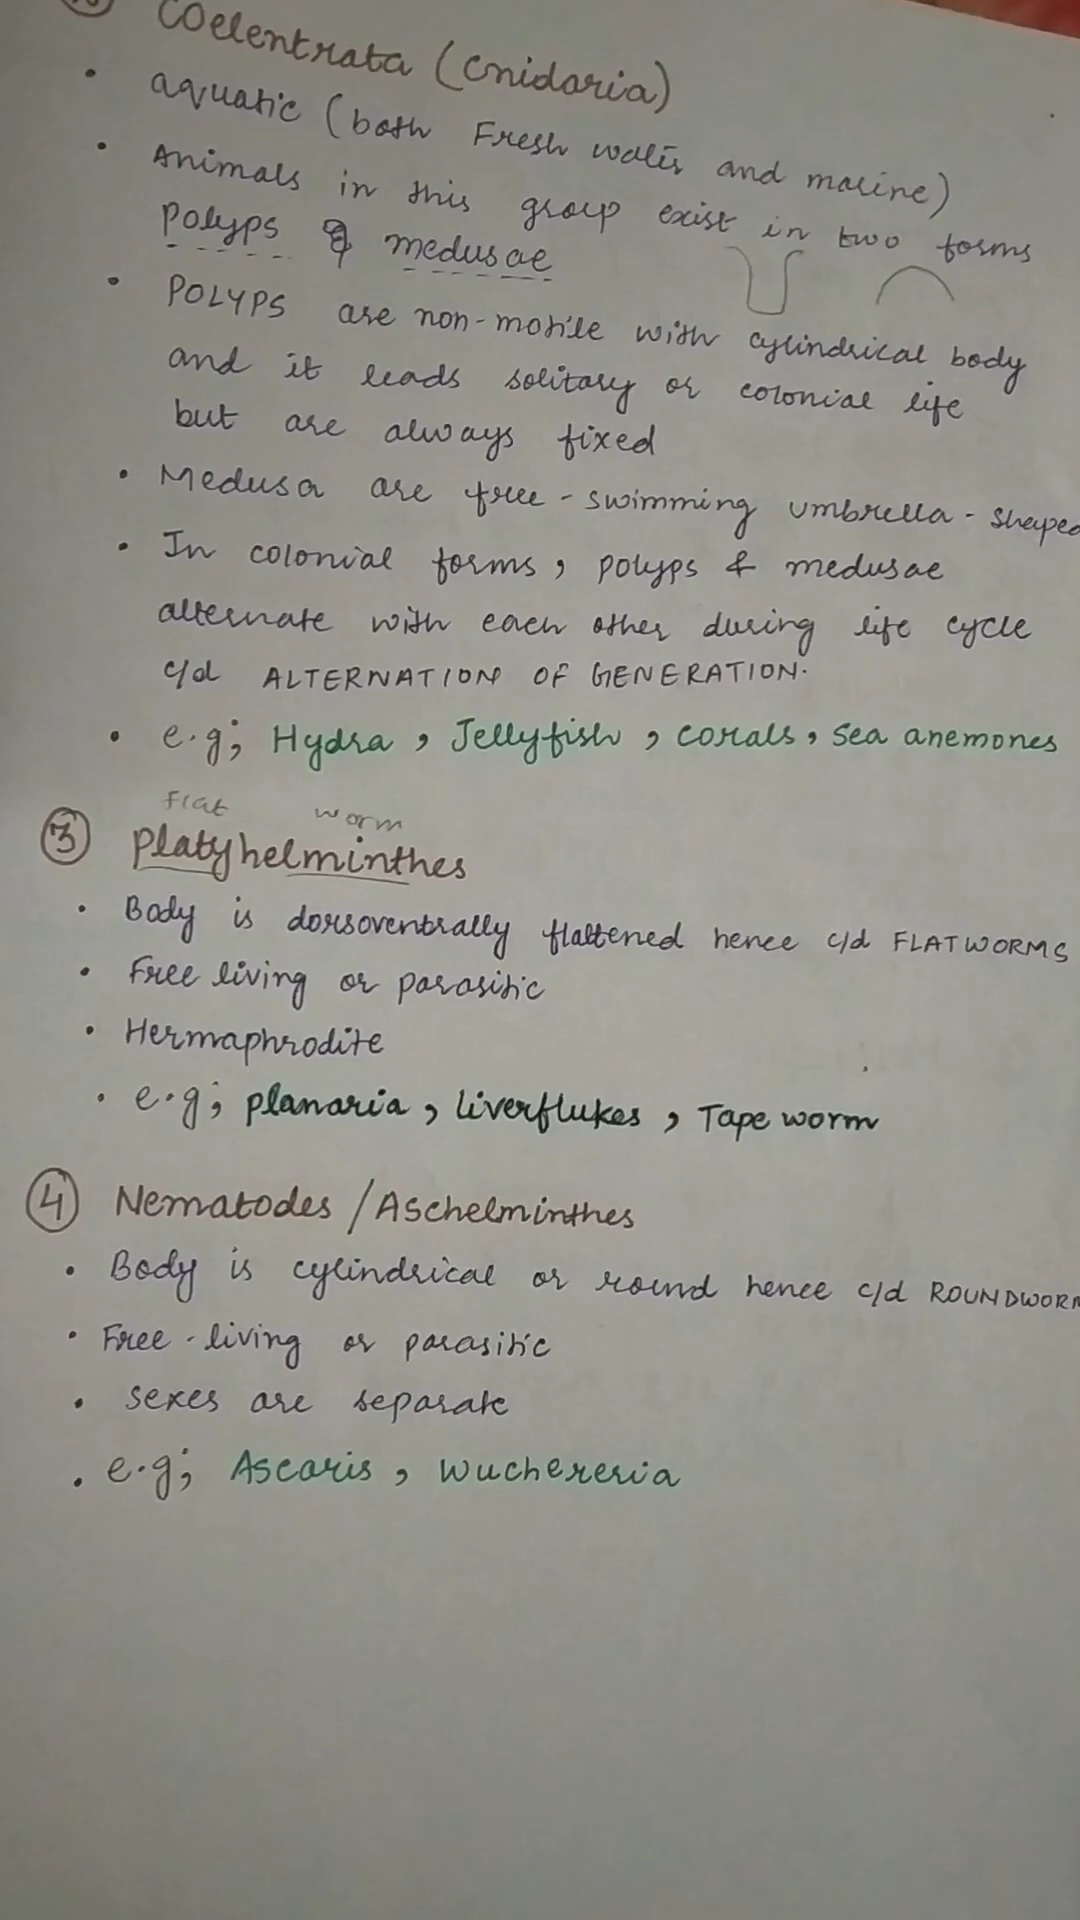 Coelentrata (Cnidaria)
• aquatic (both Fresh water and marine)
• Animals in this group exist in two forms
Polyps & medusae
• POLYPS are non-motile with cylindrical body
and it leads solitary or colonial life
but are always fixed
• Medusa are free-swimming umbrella-shaped
• In colonial forms, polyps & medusae
alternate with each other during life cycle
c/d ALTERNATION OF GENERATION.
• e.g; Hydra, Jellyfish, corals, Sea anemones
Flat worm
③ Platyhelminthes
• Body is dorsoventrally flattened hence c/d FLATWORMS
• Free living or parasitic
• Hermaphrodite
• e.g; planaria, liverflukes, Tape worm
④ Nematodes/Aschelminthes
• Body is cylindrical or round hence c/d ROUNDWORM
• Free-living or parasitic
• sexes are separate
• e.g; Ascaris, Wuchereria